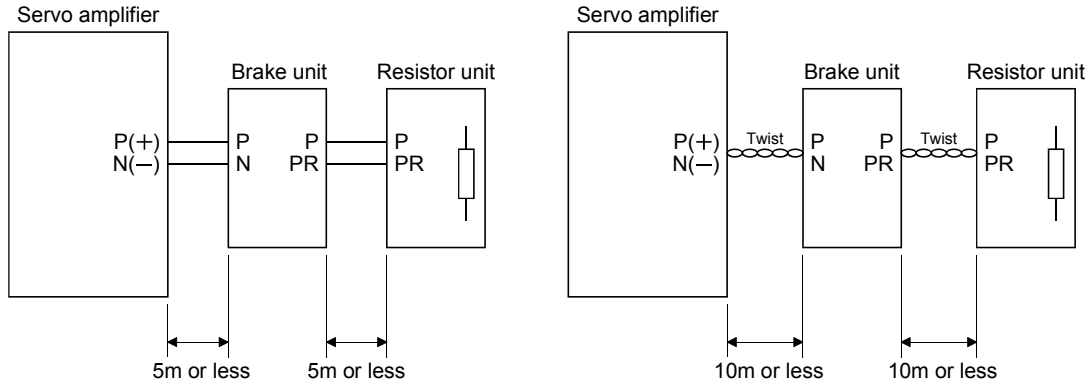 Servo amplifier
Brake unit
Resistor unit
P(+)
N(−)
P
N
P
PR
P
PR
5m or less
5m or less
Servo amplifier
Brake unit
Resistor unit
P(+)
N(−)
Twist
P
N
P
PR
Twist
P
PR
10m or less
10m or less